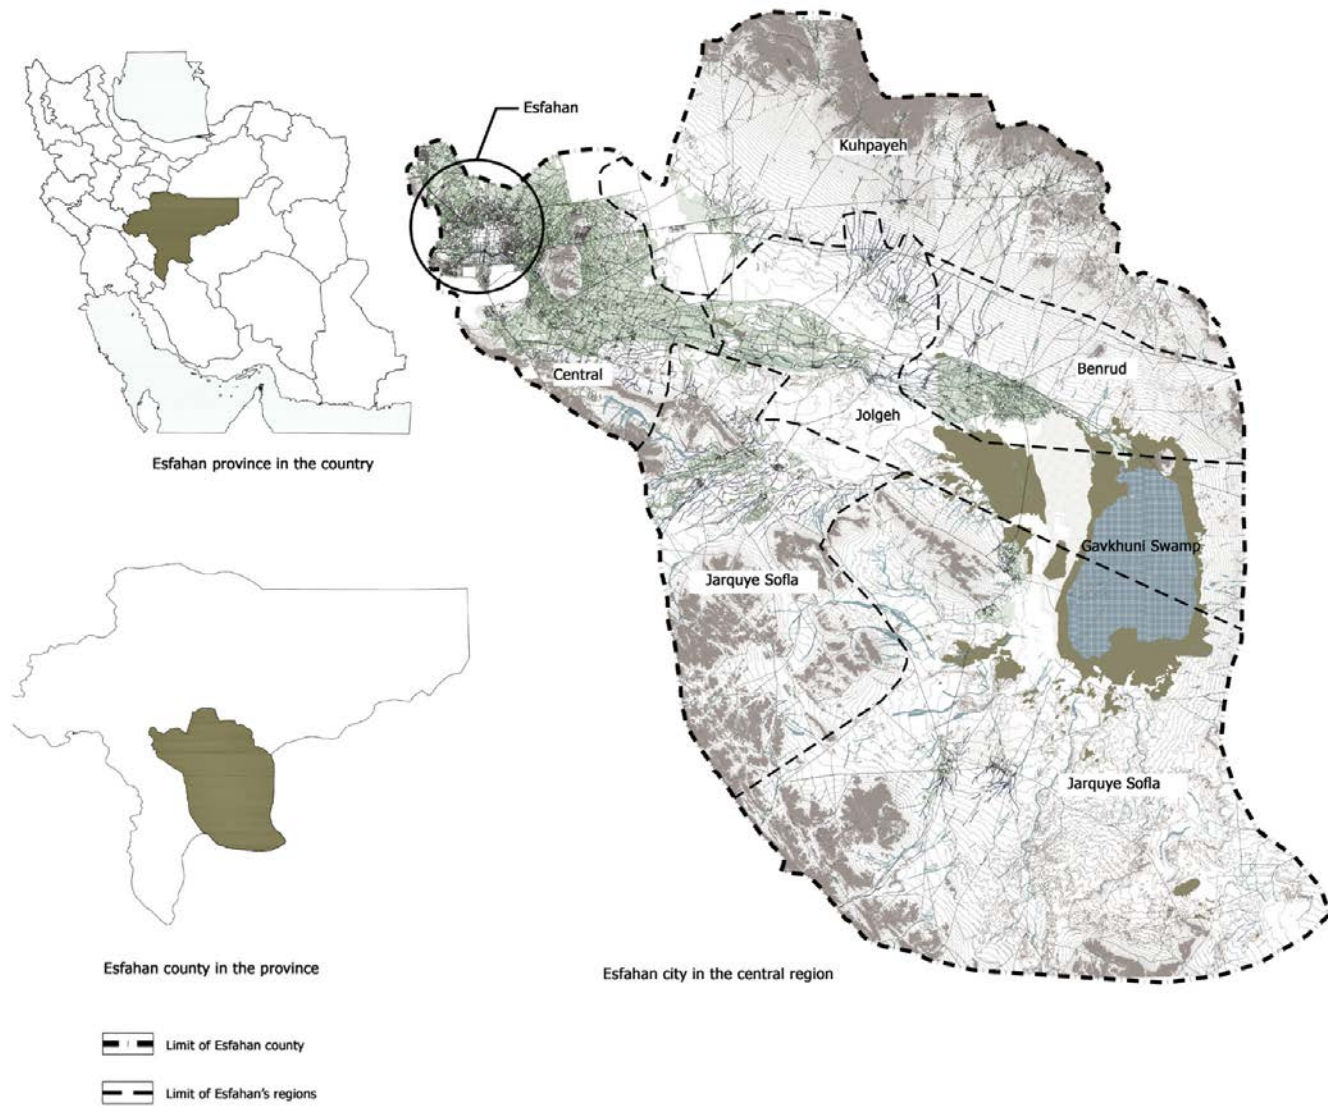 Esfahan
Kuhpayeh
Central
Benrud
Jolgeh
Esfahan province in the country
Gavkhuni Swamp
Jarquye Sofla
Jarquye Sofla
Esfahan county in the province
Esfahan city in the central region
Limit of Esfahan county
Limit of Esfahan's regions